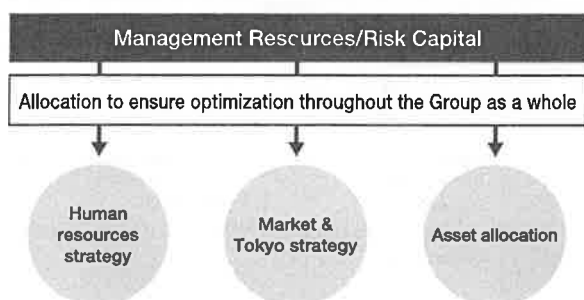 Management Resources/Risk Capital
Allocation to ensure optimization throughout the Group as a whole
Human
resources
strategy
Market &
Tokyo strategy
Asset allocation